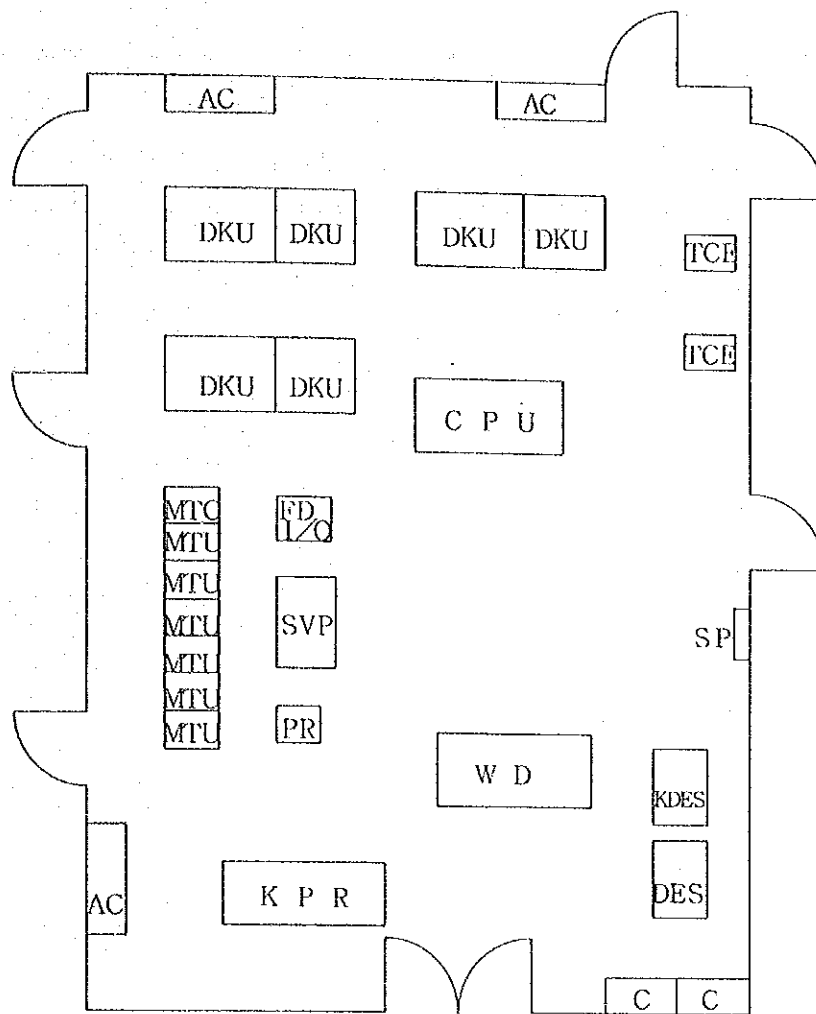 AC
AC
DKU DKU
DKU DKU
TCE
TCE
DKU DKU
C P U
MTC
MTU
MTU
MTU
MTU
MTU
MTU
FD
I/O
SVP
PR
SP
W D
KDES
DES
AC
K P R
C C